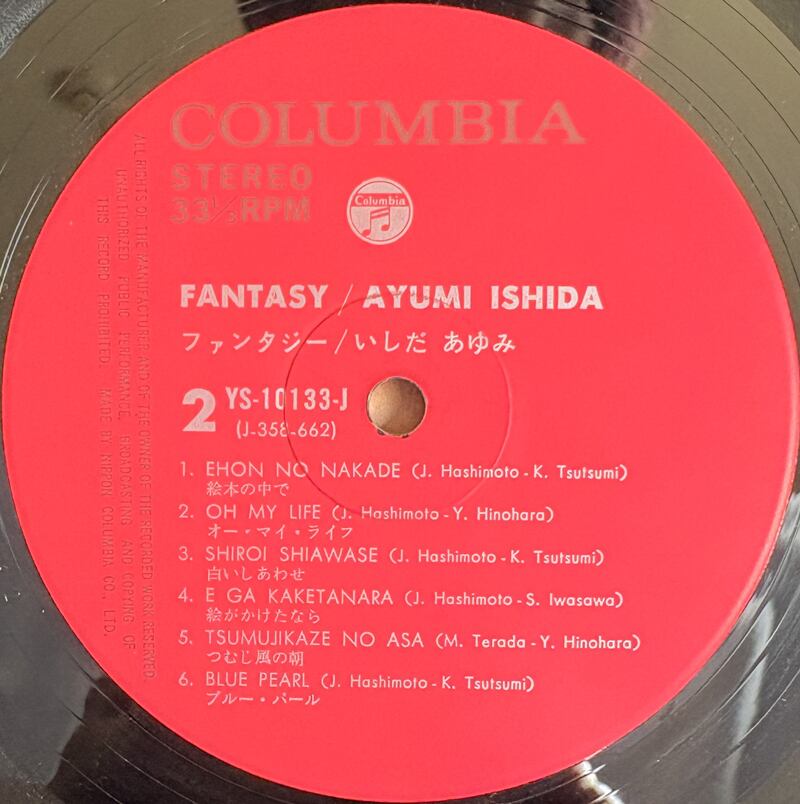 COLUMBIA
STEREO
33 1/3 RPM
Columbia
FANTASY / AYUMI ISHIDA
ファンタジー / いしだ あゆみ
2 YS-10133-J
(J-358-662)
1. EHON NO NAKADE (J. Hashimoto - K. Tsutsumi)
絵本の中で
2. OH MY LIFE (J. Hashimoto - Y. Hinohara)
オー・マイ・ライフ
3. SHIROI SHIAWASE (J. Hashimoto - K. Tsutsumi)
白いしあわせ
4. E GA KAKETANARA (J. Hashimoto - S. Iwasawa)
絵がかけたなら
5. TSUMUJIKAZE NO ASA (M. Terada - Y. Hinohara)
つむじ風の朝
6. BLUE PEARL (J. Hashimoto - K. Tsutsumi)
ブルー・パール
ALL RIGHTS OF THE MANUFACTURER AND OF THE OWNER OF THE RECORDED WORK RESERVED.
UNAUTHORIZED PUBLIC PERFORMANCE, BROADCASTING AND COPYING OF
THIS RECORD PROHIBITED. MADE BY NIPPON COLUMBIA CO., LTD.